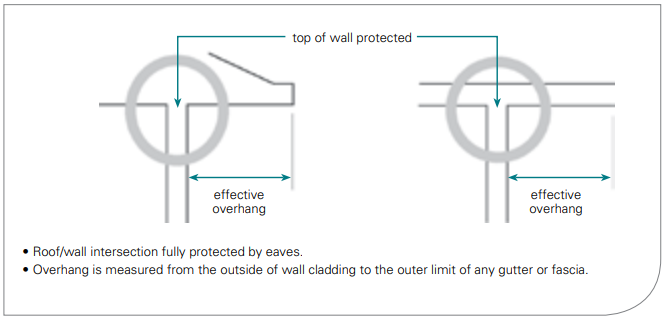 top of wall protected
effective
overhang
effective
overhang
• Roof/wall intersection fully protected by eaves.
• Overhang is measured from the outside of wall cladding to the outer limit of any gutter or fascia.